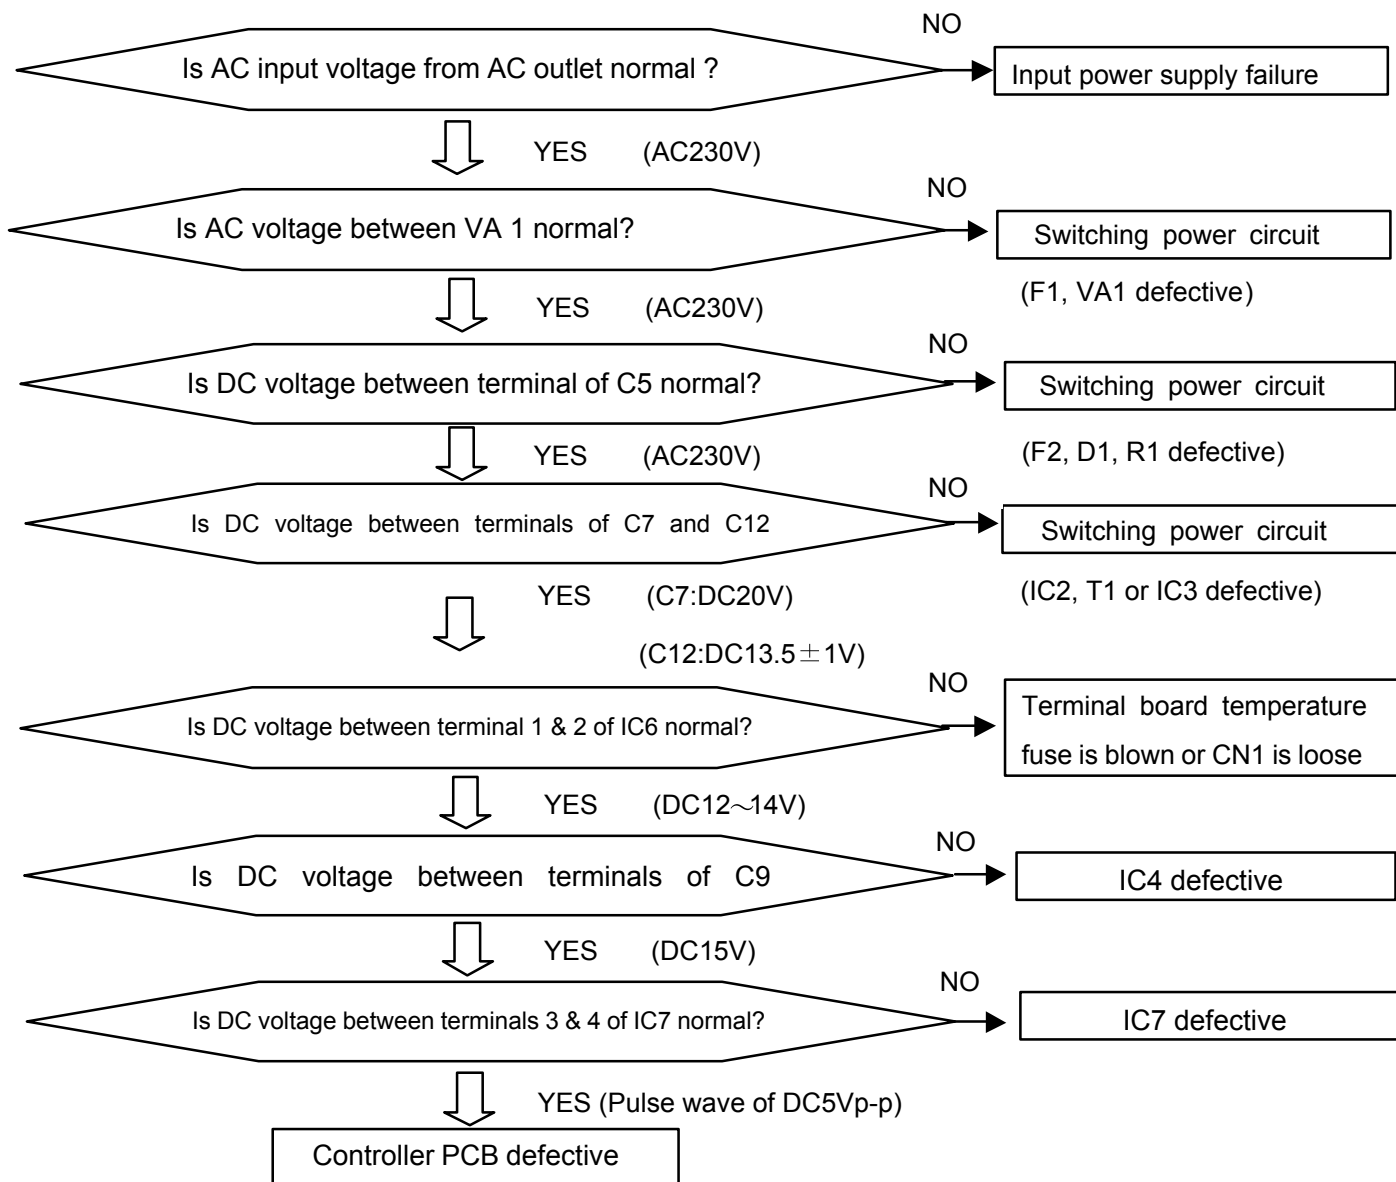 NO
Is AC input voltage from AC outlet normal ?
Input power supply failure
YES (AC230V)
NO
Is AC voltage between VA 1 normal?
Switching power circuit
(F1, VA1 defective)
YES (AC230V)
NO
Is DC voltage between terminal of C5 normal?
Switching power circuit
(F2, D1, R1 defective)
YES (AC230V)
NO
Is DC voltage between terminals of C7 and C12
Switching power circuit
(IC2, T1 or IC3 defective)
YES (C7:DC20V)
(C12:DC13.5±1V)
NO
Is DC voltage between terminal 1 & 2 of IC6 normal?
Terminal board temperature
fuse is blown or CN1 is loose
YES (DC12～14V)
NO
Is DC voltage between terminals of C9
IC4 defective
YES (DC15V)
NO
Is DC voltage between terminals 3 & 4 of IC7 normal?
IC7 defective
YES (Pulse wave of DC5Vp-p)
Controller PCB defective